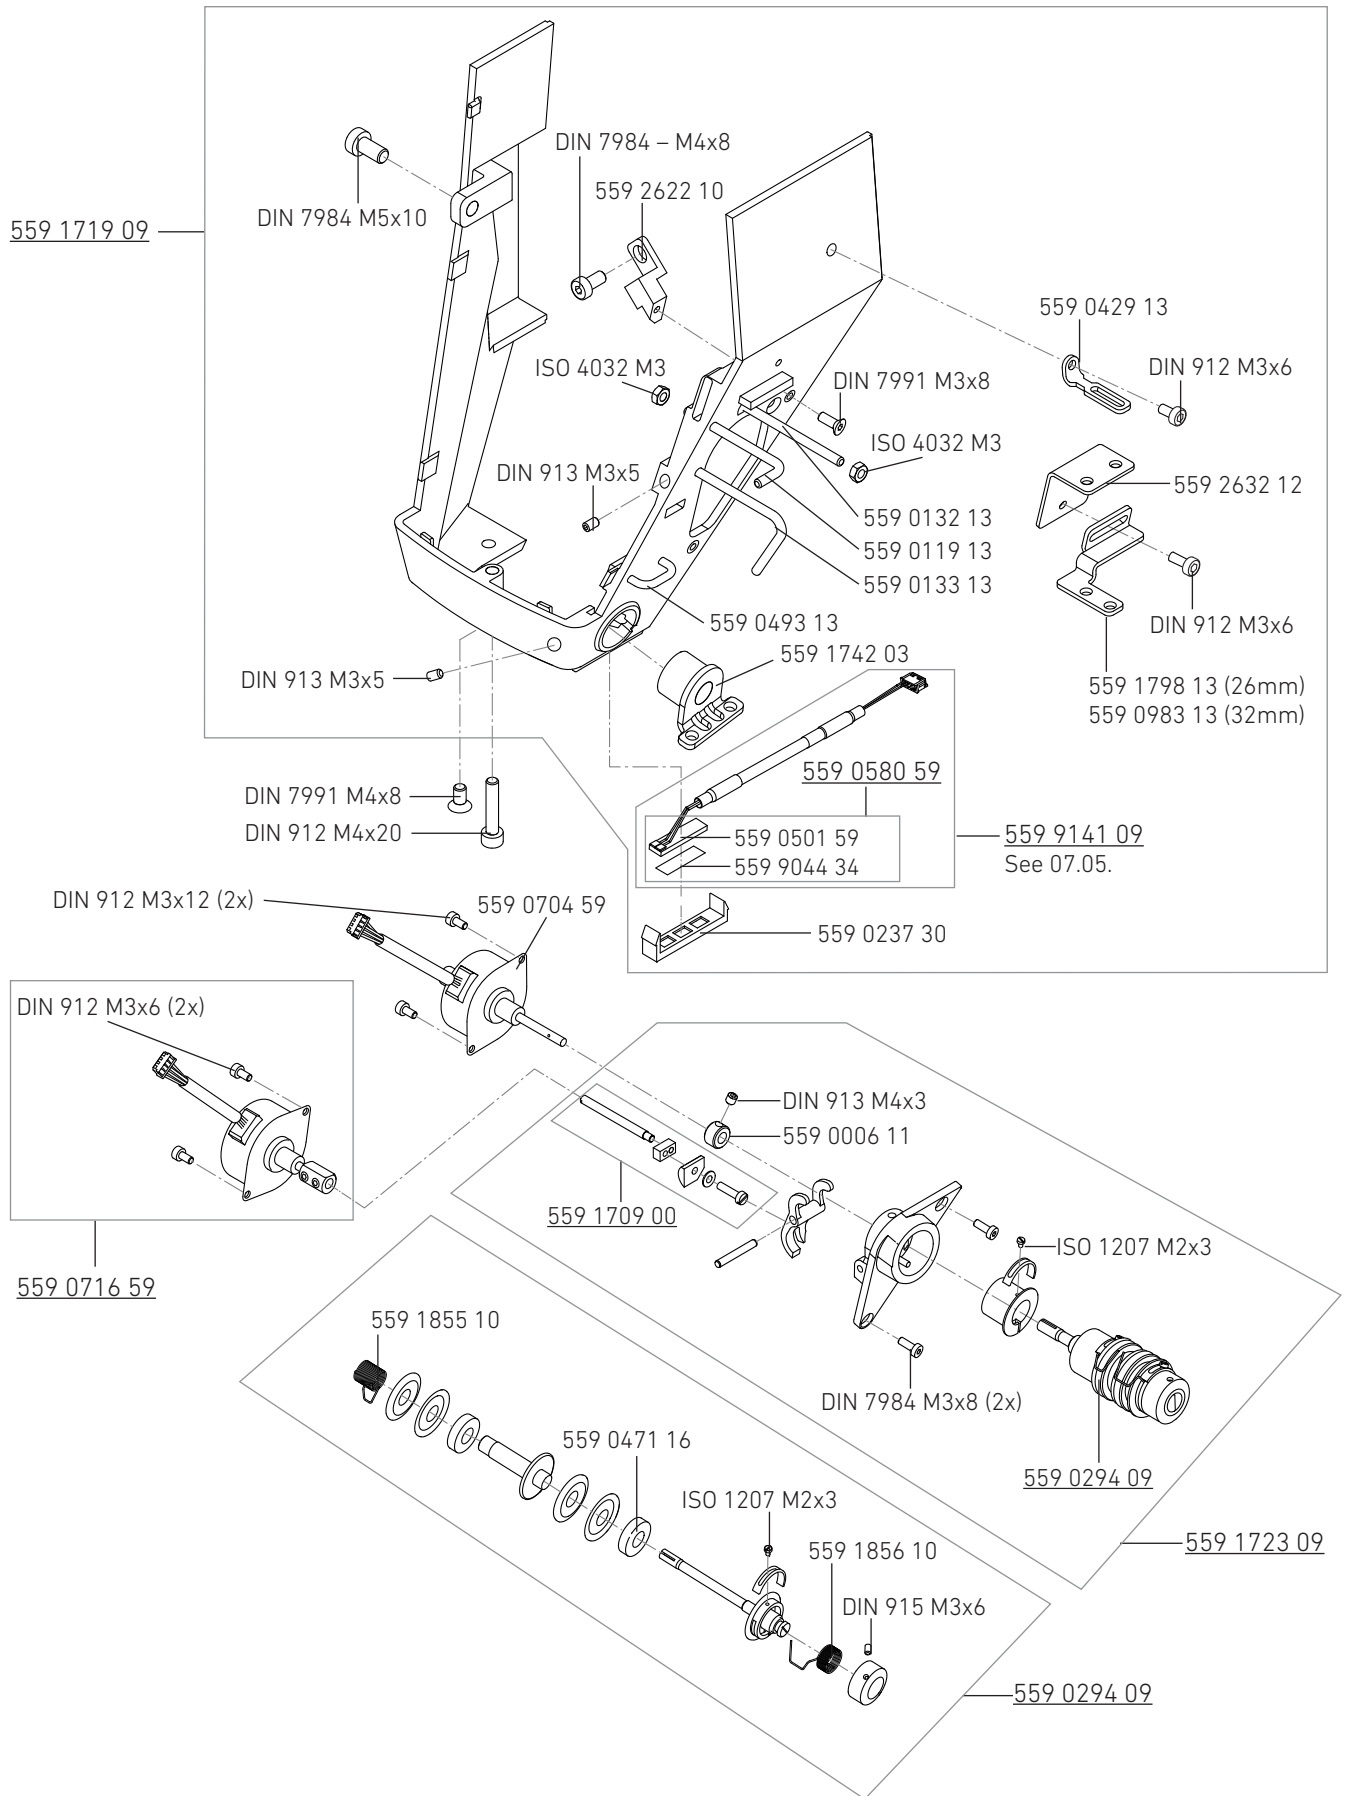 DIN 7984 – M4x8
559 2622 10
DIN 7984 M5x10
559 1719 09
559 0429 13
ISO 4032 M3
DIN 7991 M3x8
DIN 912 M3x6
ISO 4032 M3
DIN 913 M3x5
559 2632 12
559 0132 13
559 0119 13
559 0133 13
559 0493 13
DIN 912 M3x6
559 1742 03
DIN 913 M3x5
559 1798 13 (26mm)
559 0983 13 (32mm)
559 0580 59
DIN 7991 M4x8
DIN 912 M4x20
559 0501 59
559 9141 09
559 9044 34
See 07.05.
DIN 912 M3x12 (2x)
559 0704 59
559 0237 30
DIN 912 M3x6 (2x)
DIN 913 M4x3
559 0006 11
559 1709 00
ISO 1207 M2x3
559 0716 59
559 1855 10
DIN 7984 M3x8 (2x)
559 0471 16
559 0294 09
ISO 1207 M2x3
559 1723 09
559 1856 10
DIN 915 M3x6
559 0294 09